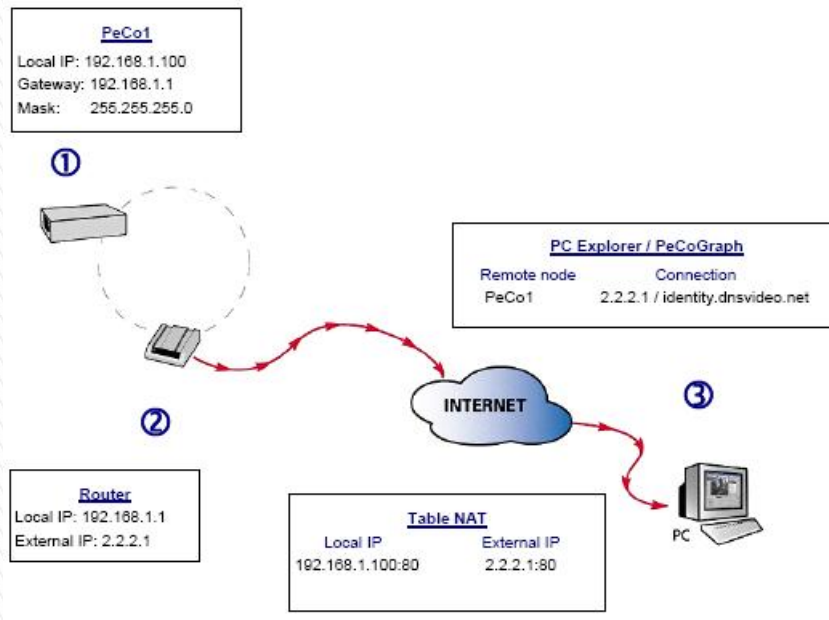 PeCo1
Local IP: 192.168.1.100
Gateway: 192.168.1.1
Mask: 255.255.255.0
①
PC Explorer / PeCoGraph
Remote node Connection
PeCo1 2.2.2.1 / identity.dnsvideo.net
INTERNET
③
②
Router
Local IP: 192.168.1.1
External IP: 2.2.2.1
Table NAT
Local IP External IP
192.168.1.100:80 2.2.2.1:80
PC